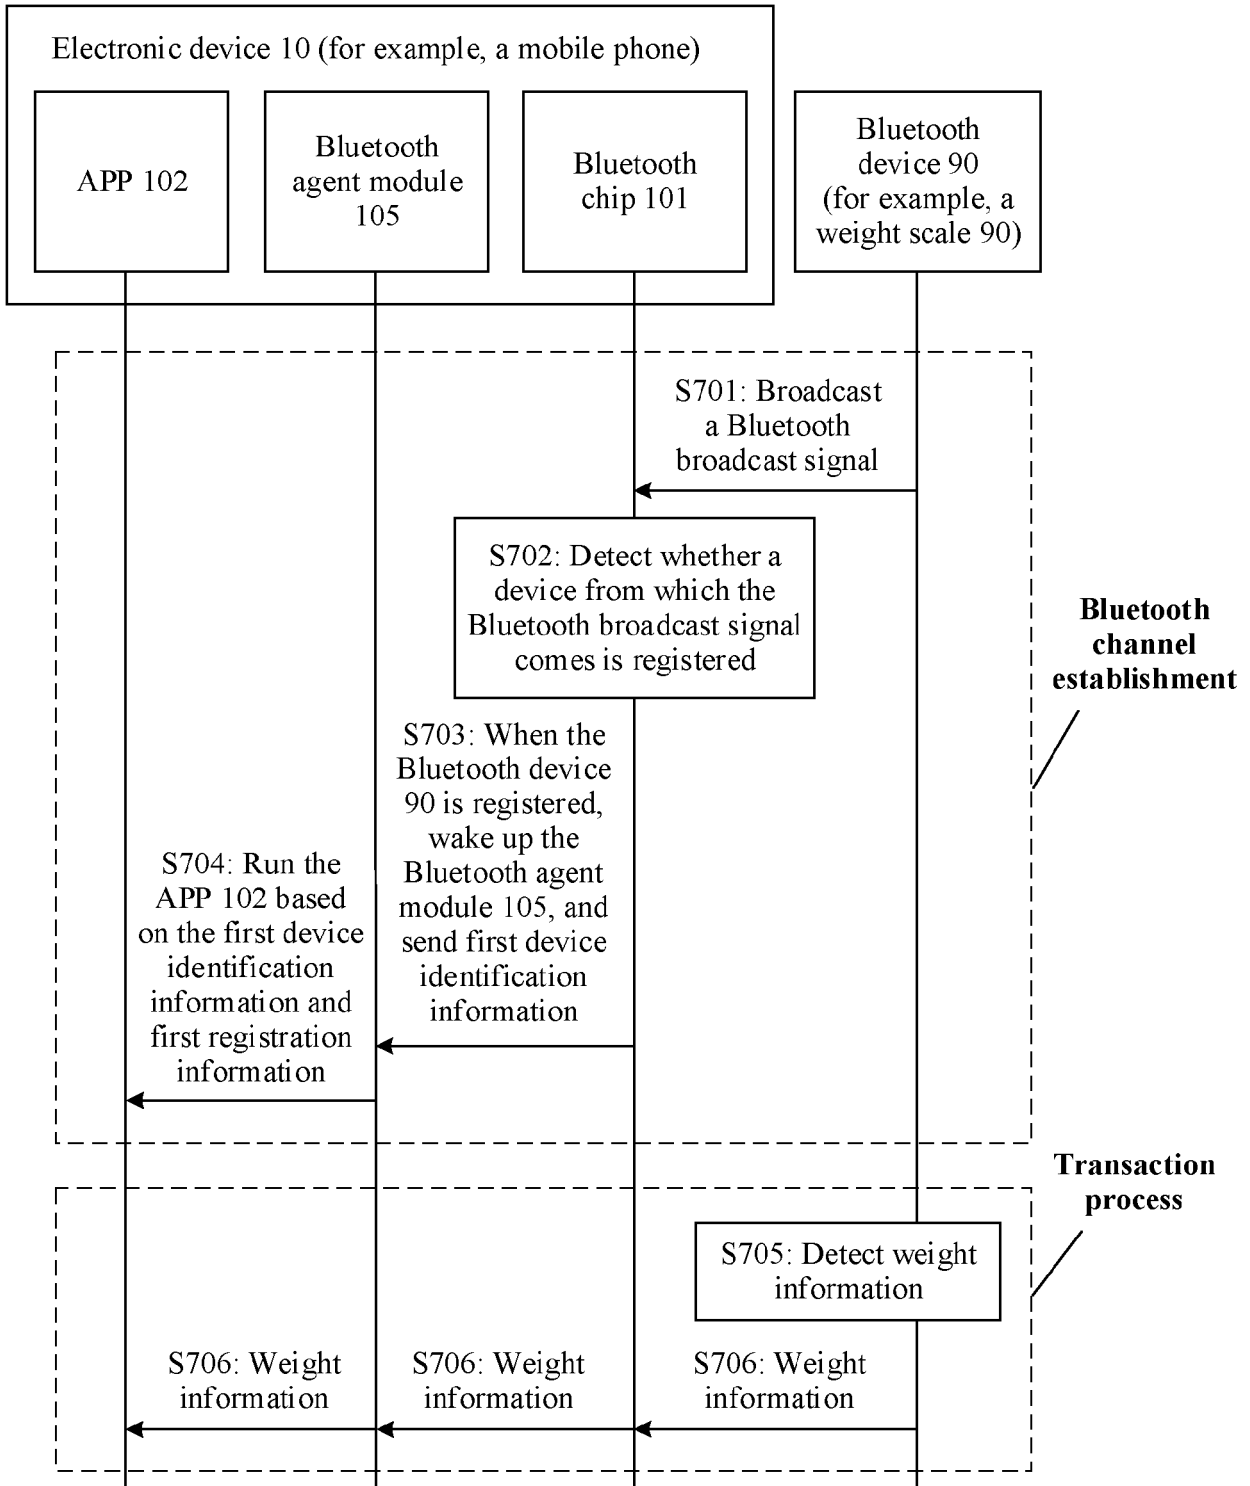 Electronic device 10 (for example, a mobile phone)
APP 102
Bluetooth
agent module
105
Bluetooth
chip 101
Bluetooth
device 90
(for example, a
weight scale 90)
S701: Broadcast
a Bluetooth
broadcast signal
S702: Detect whether a
device from which the
Bluetooth broadcast signal
comes is registered
Bluetooth
channel
establishment
S703: When the
Bluetooth device
90 is registered,
wake up the
Bluetooth agent
module 105, and
send first device
identification
information
S704: Run the
APP 102 based
on the first device
identification
information and
first registration
information
Transaction
process
S705: Detect weight
information
S706: Weight
information
S706: Weight
information
S706: Weight
information